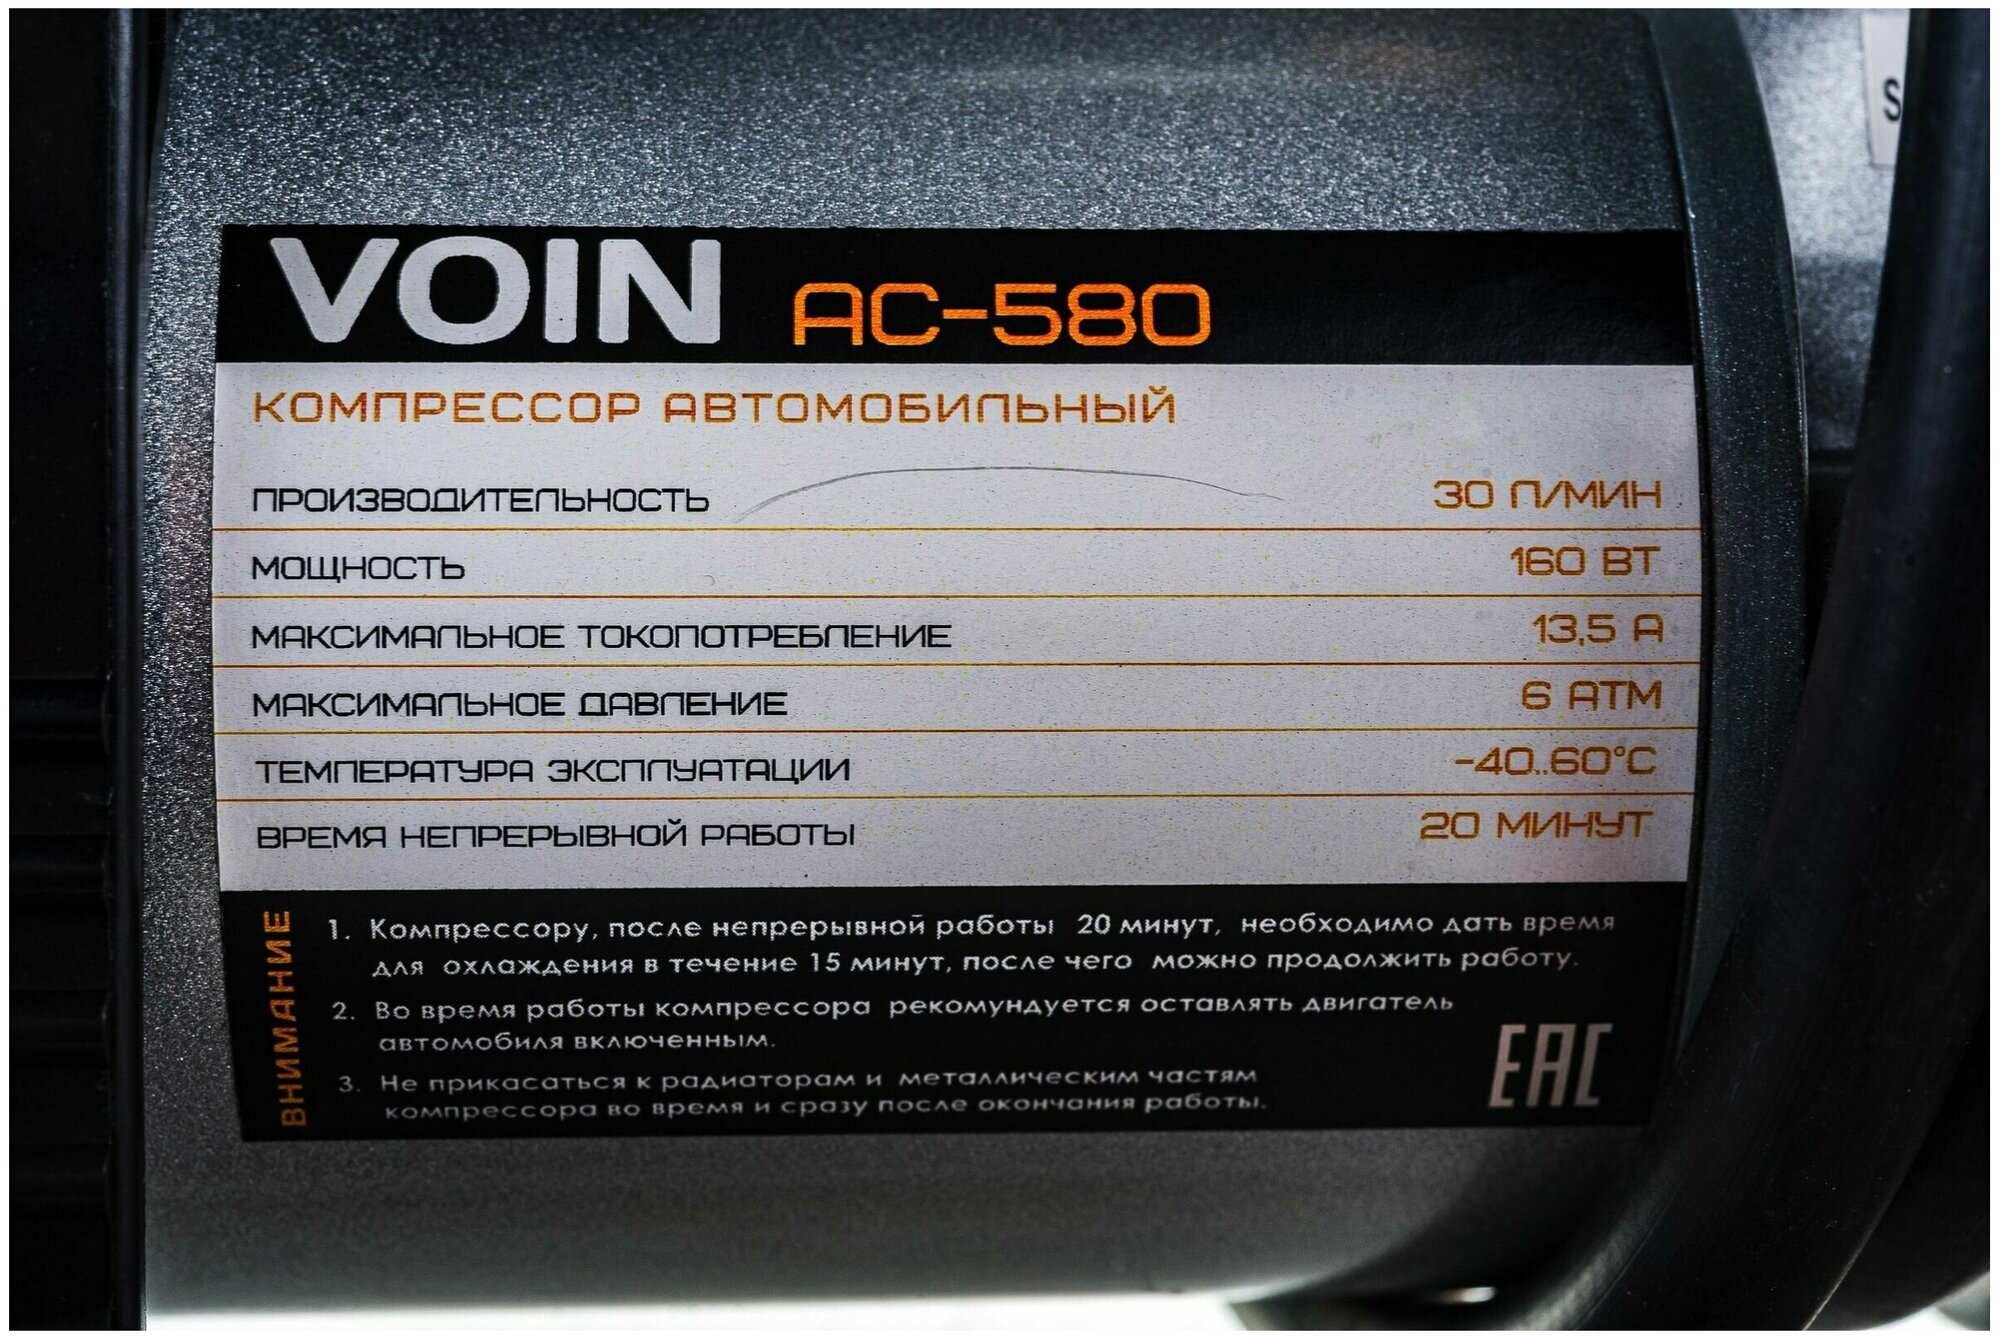 VOIN AC-580
КОМПРЕССОР АВТОМОБИЛЬНЫЙ
ПРОИЗВОДИТЕЛЬНОСТЬ 30 Л/МИН
МОЩНОСТЬ 160 ВТ
МАКСИМАЛЬНОЕ ТОКОПОТРЕБЛЕНИЕ 13,5 А
МАКСИМАЛЬНОЕ ДАВЛЕНИЕ 6 АТМ
ТЕМПЕРАТУРА ЭКСПЛУАТАЦИИ -40..60°C
ВРЕМЯ НЕПРЕРЫВНОЙ РАБОТЫ 20 МИНУТ
ВНИМАНИЕ
1. Компрессору, после непрерывной работы 20 минут, необходимо дать время
для охлаждения в течение 15 минут, после чего можно продолжить работу.
2. Во время работы компрессора рекомундуется оставлять двигатель
автомобиля включенным.
3. Не прикасаться к радиаторам и металлическим частям
компрессора во время и сразу после окончания работы.
EAC